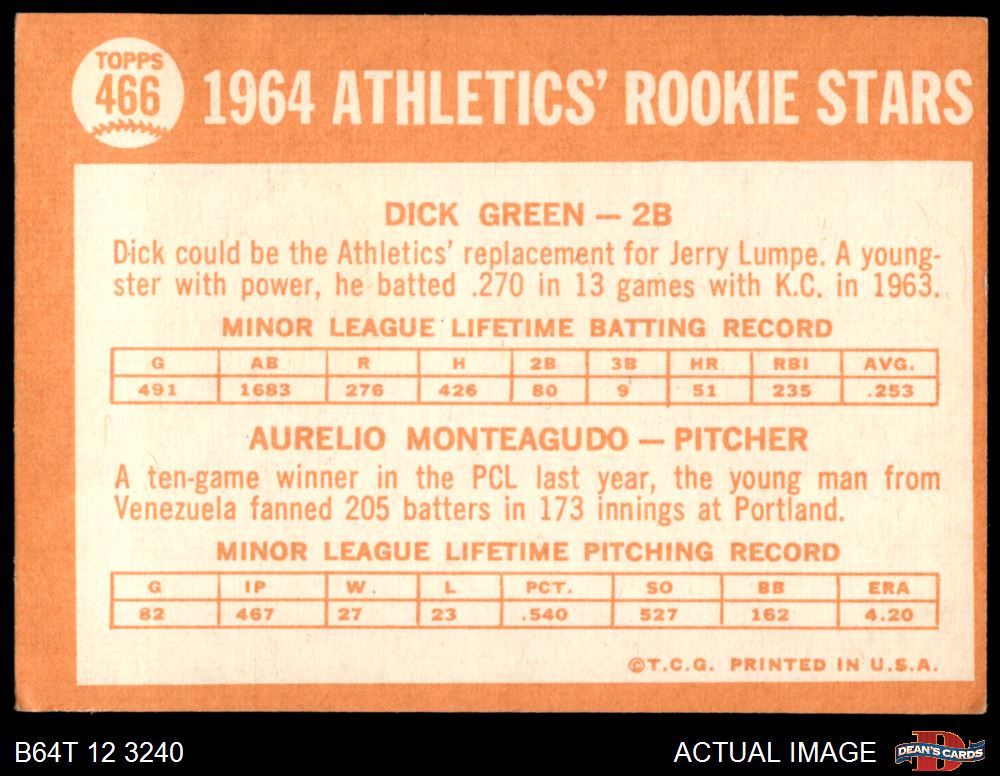 TOPPS
466
1964 ATHLETICS' ROOKIE STARS
DICK GREEN — 2B
Dick could be the Athletics' replacement for Jerry Lumpe. A young-
ster with power, he batted .270 in 13 games with K.C. in 1963.
MINOR LEAGUE LIFETIME BATTING RECORD
G AB R H 2B 3B HR RBI AVG.
491 1683 276 426 80 9 51 235 .253
AURELIO MONTEAGUDO — PITCHER
A ten-game winner in the PCL last year, the young man from
Venezuela fanned 205 batters in 173 innings at Portland.
MINOR LEAGUE LIFETIME PITCHING RECORD
G IP W L PCT. SO BB ERA
82 467 27 23 .540 527 162 4.20
©T.C.G. PRINTED IN U.S.A.
B64T 12 3240
ACTUAL IMAGE
D
DEAN'S CARDS